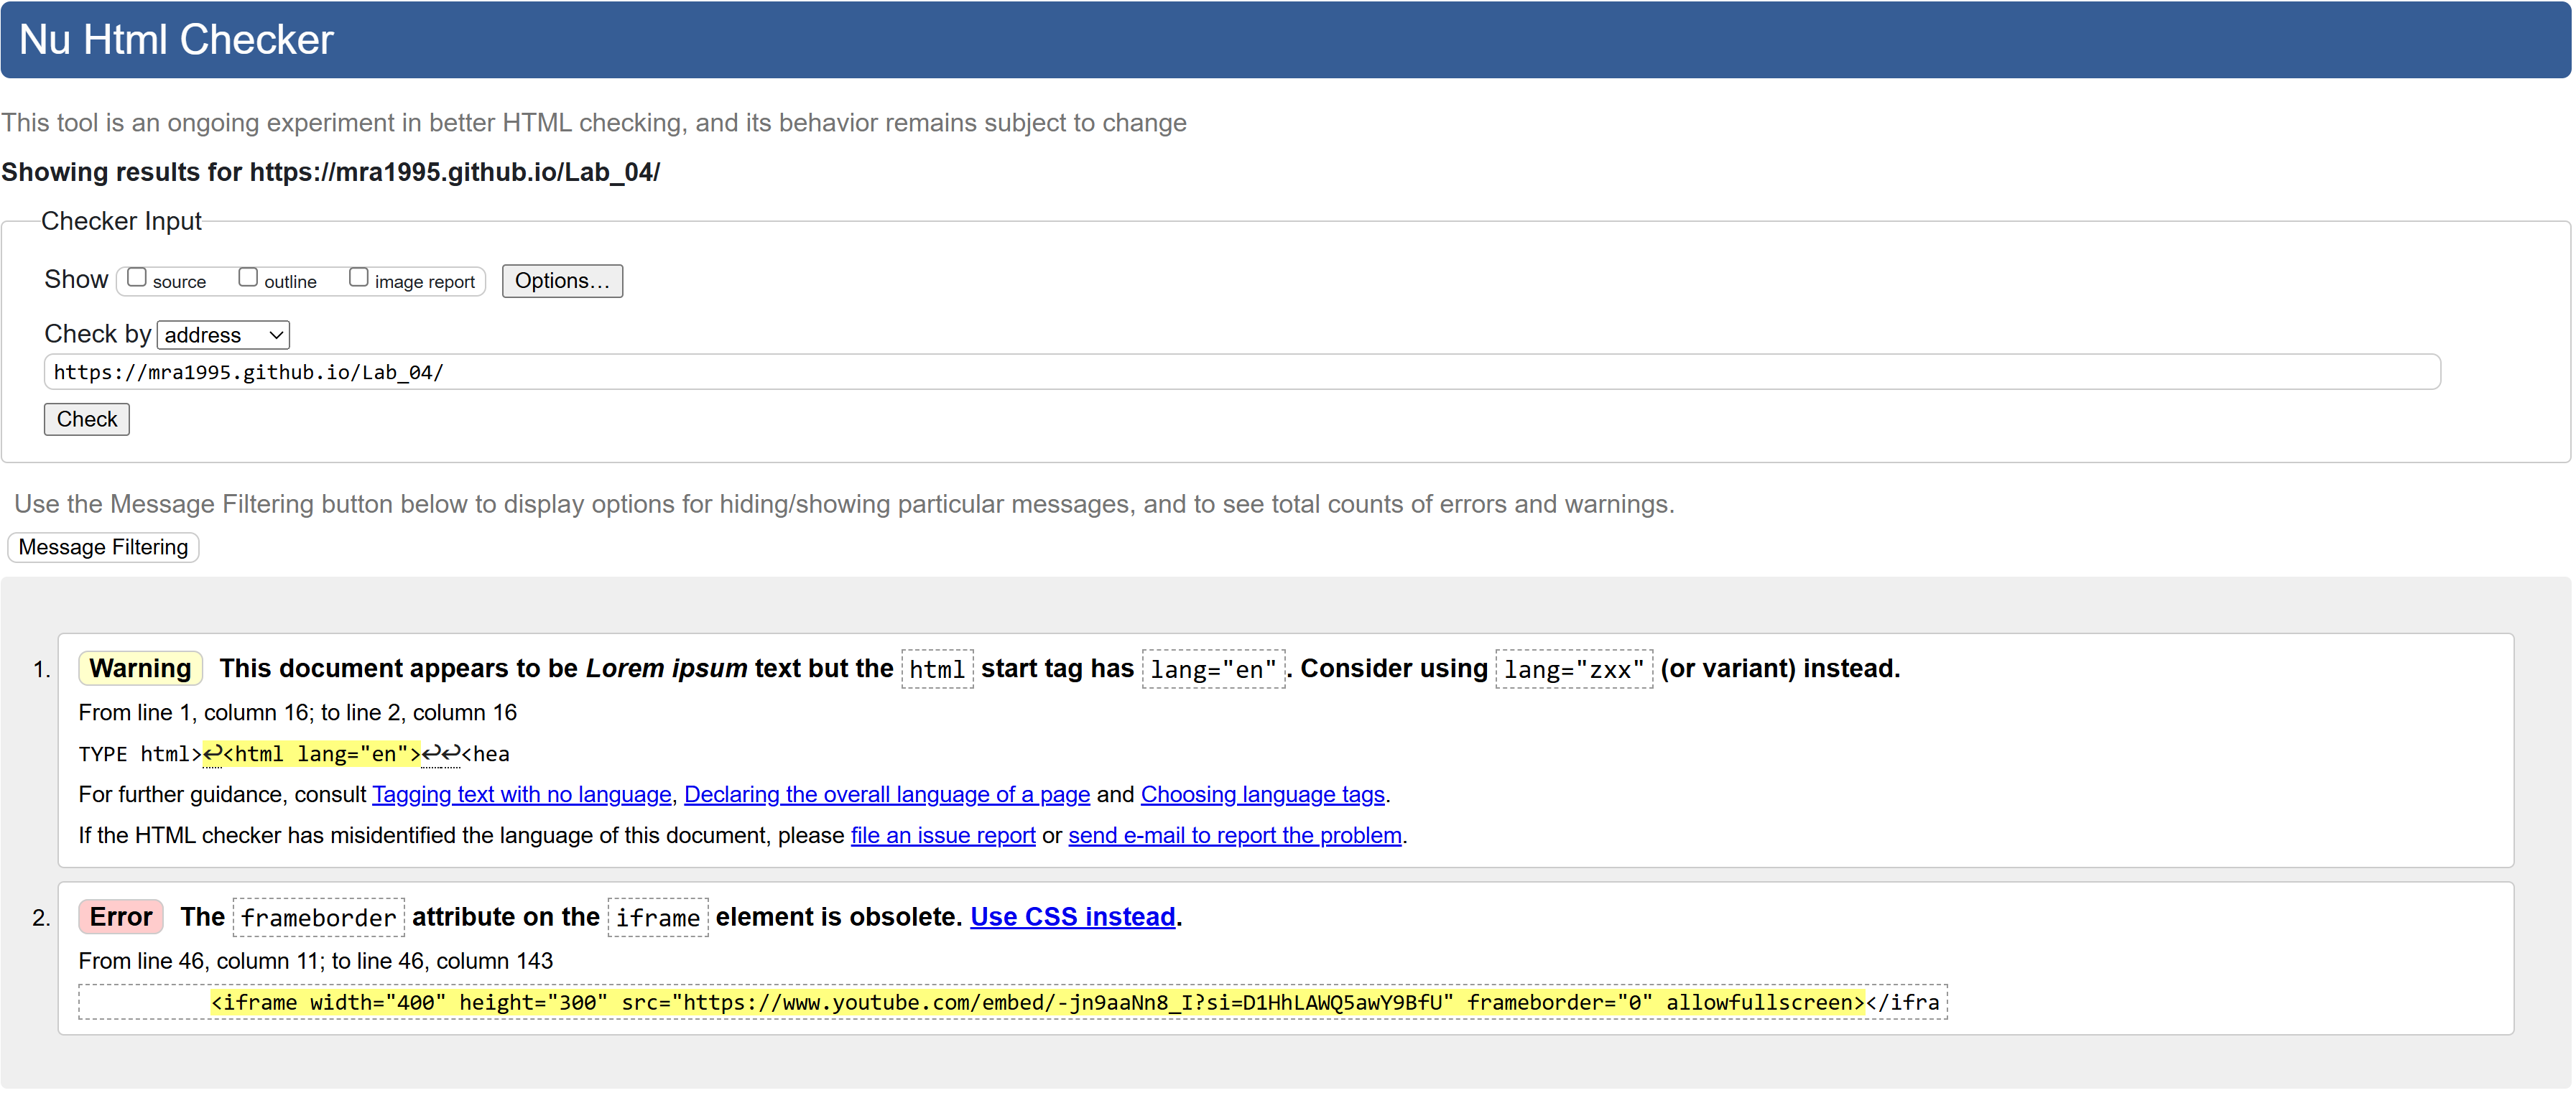 Nu Html Checker
This tool is an ongoing experiment in better HTML checking, and its behavior remains subject to change
Showing results for https://mra1995.github.io/Lab_04/
Checker Input
Show source outline image report Options...
Check by address
https://mra1995.github.io/Lab_04/
Check
Use the Message Filtering button below to display options for hiding/showing particular messages, and to see total counts of errors and warnings.
Message Filtering
1. Warning This document appears to be Lorem ipsum text but the html start tag has lang="en". Consider using lang="zxx" (or variant) instead.
From line 1, column 16; to line 2, column 16
TYPE html>↩<html lang="en">↩↩<hea
For further guidance, consult Tagging text with no language, Declaring the overall language of a page and Choosing language tags.
If the HTML checker has misidentified the language of this document, please file an issue report or send e-mail to report the problem.
2. Error The frameborder attribute on the iframe element is obsolete. Use CSS instead.
From line 46, column 11; to line 46, column 143
<iframe width="400" height="300" src="https://www.youtube.com/embed/-jn9aaNn8_I?si=D1HhLAWQ5awY9BfU" frameborder="0" allowfullscreen></ifra